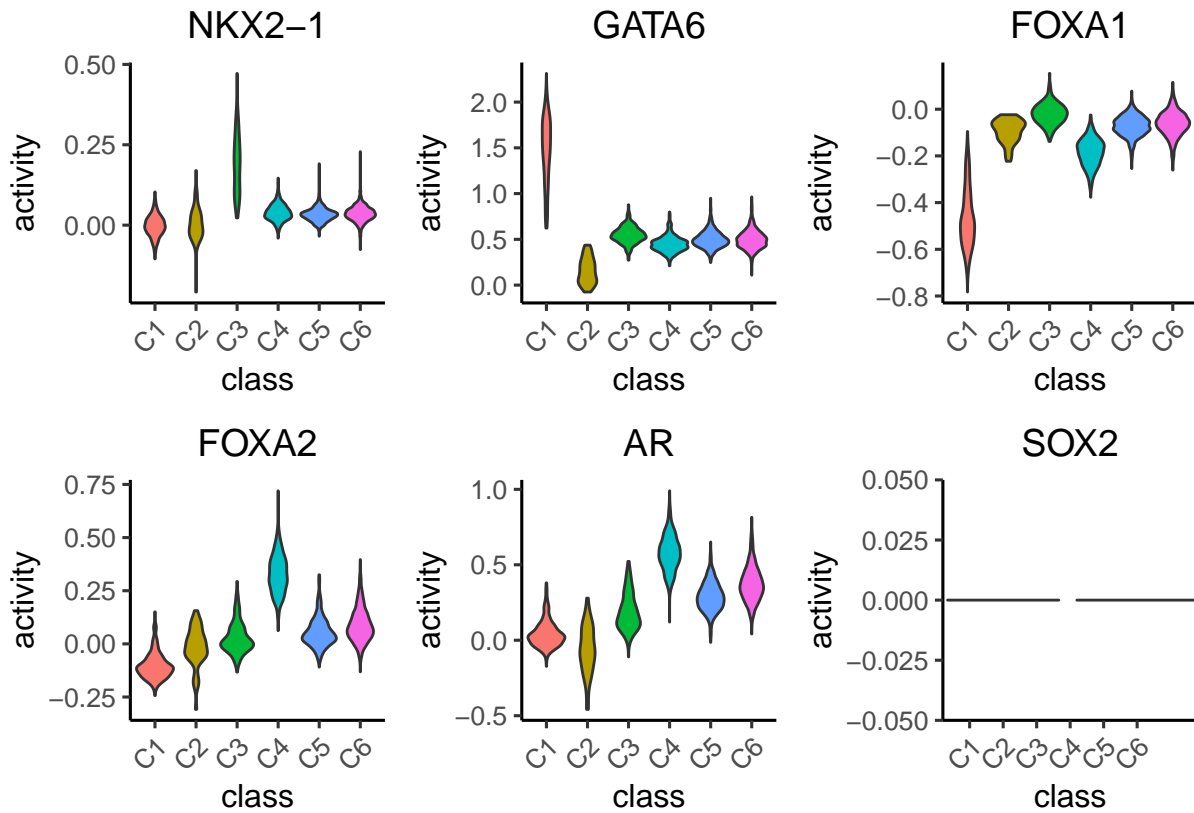 NKX2−1
GATA6
FOXA1
activity
0.50
0.25
0.00
C1 C2 C3 C4 C5 C6
class
activity
2.0
1.5
1.0
0.5
0.0
C1 C2 C3 C4 C5 C6
class
activity
0.0
−0.2
−0.4
−0.6
−0.8
C1 C2 C3 C4 C5 C6
class
FOXA2
AR
SOX2
activity
0.75
0.50
0.25
0.00
−0.25
C1 C2 C3 C4 C5 C6
class
activity
1.0
0.5
0.0
−0.5
C1 C2 C3 C4 C5 C6
class
activity
0.050
0.025
0.000
−0.025
−0.050
C1 C2 C3 C4 C5 C6
class